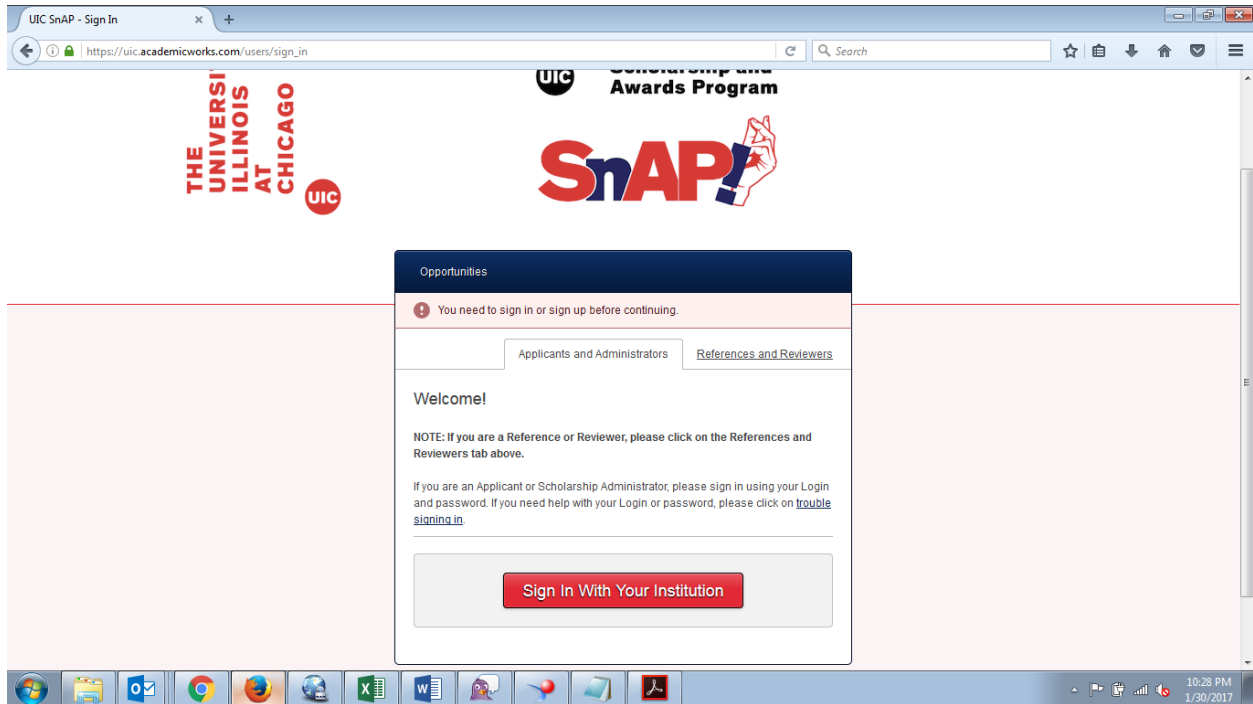 UIC SnAP - Sign In
https://uic.academicworks.com/users/sign_in
Search
THE
UNIVERSI
ILLINOIS
AT
CHICAGO
UIC
UIC
Scholarship and
Awards Program
SnAP!
Opportunities
You need to sign in or sign up before continuing.
Applicants and Administrators
References and Reviewers
Welcome!
NOTE: If you are a Reference or Reviewer, please click on the References and
Reviewers tab above.
If you are an Applicant or Scholarship Administrator, please sign in using your Login
and password. If you need help with your Login or password, please click on trouble
signing in.
Sign In With Your Institution
10:28 PM
1/30/2017